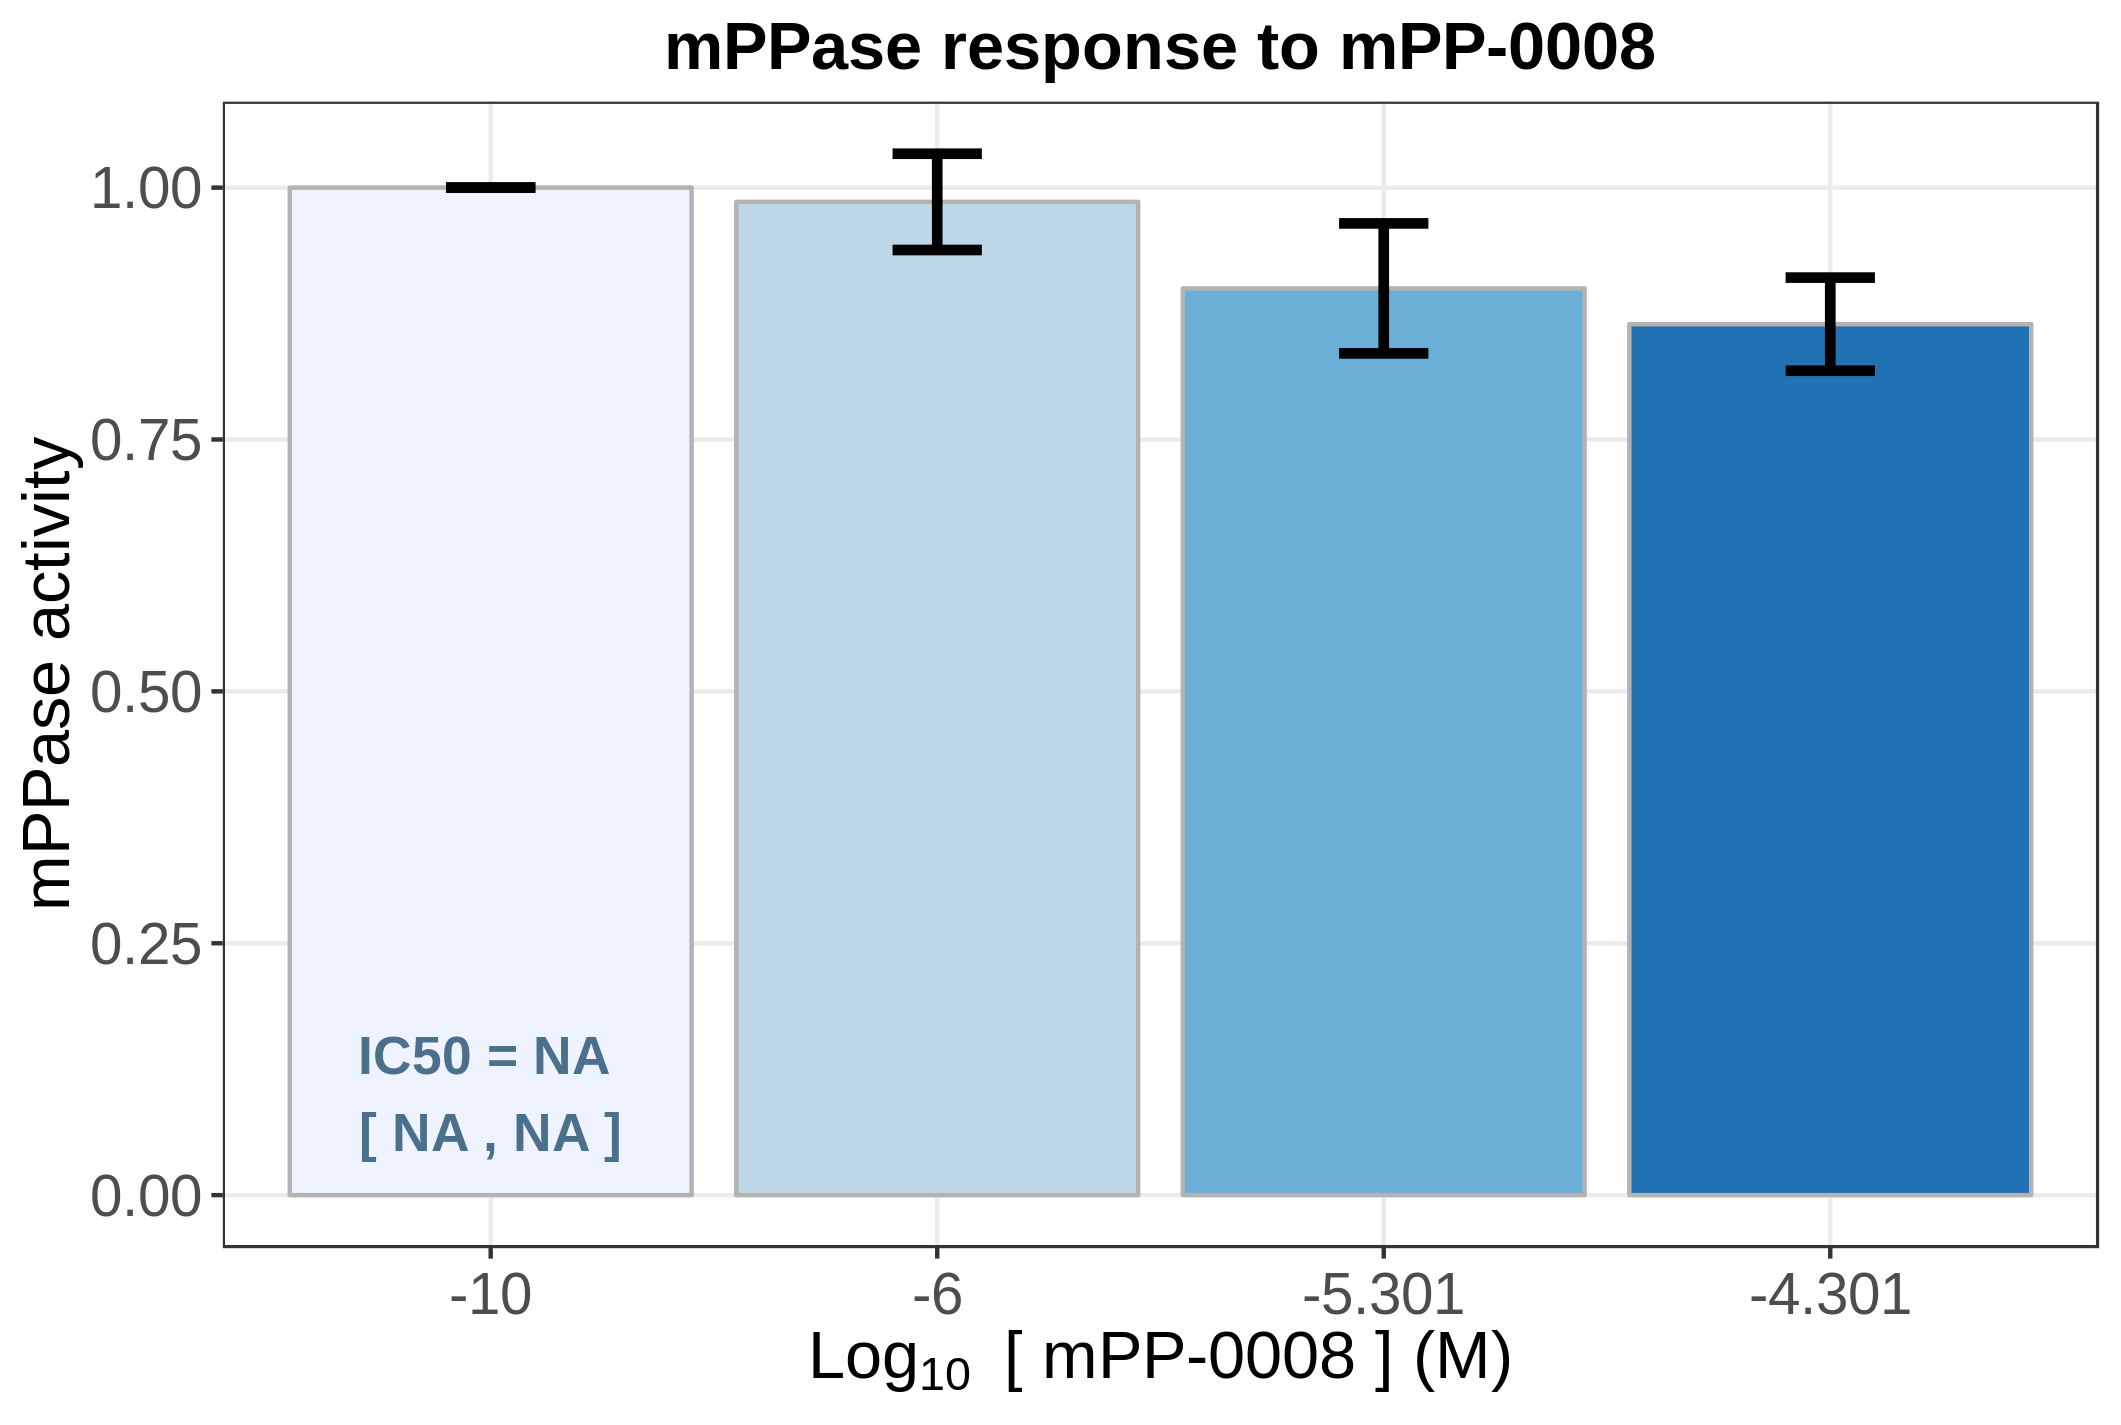 mPPase response to mPP-0008
mPPase activity
1.00
0.75
0.50
0.25
0.00
IC50 = NA
[ NA , NA ]
-10
-6
-5.301
-4.301
Log10 [ mPP-0008 ] (M)